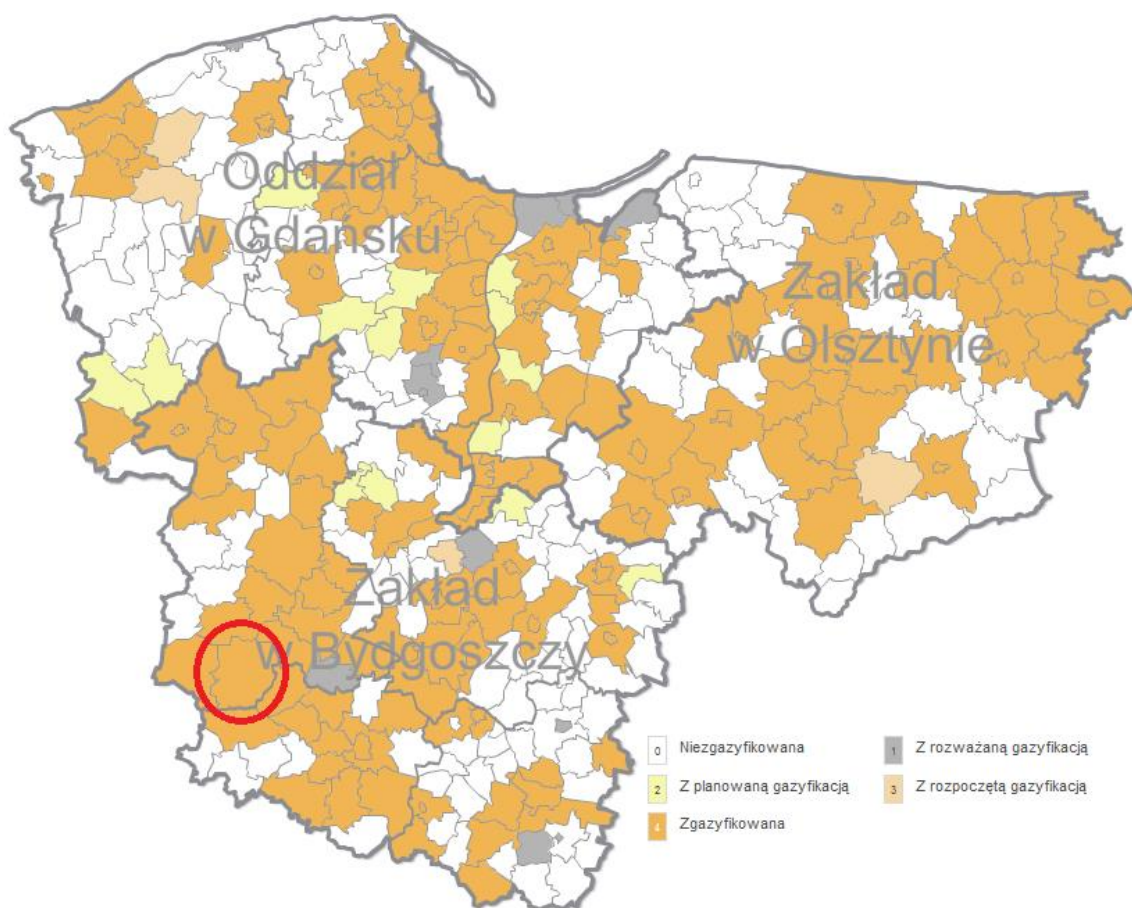 Oddział
w Gdańsku
Zakład
w Olsztynie
Zakład
w Bydgoszczy
0 Niezgazyfikowana
1 Z rozważaną gazyfikacją
2 Z planowaną gazyfikacją
3 Z rozpoczętą gazyfikacją
4 Zgazyfikowana